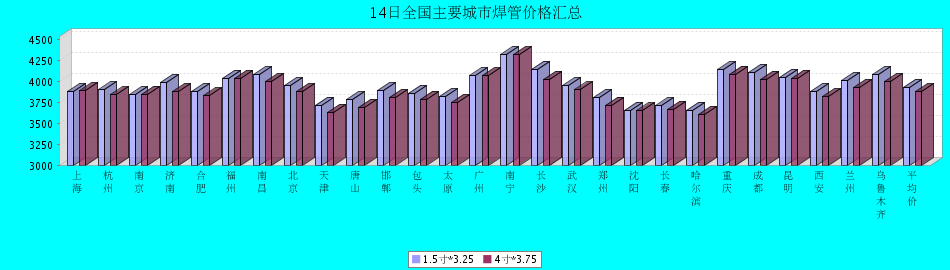 14日全国主要城市焊管价格汇总
4500
4250
4000
3750
3500
3250
3000
上海 杭州 南京 济南 合肥 福州 南昌 北京 天津 唐山 邯郸 包头 太原 广州 南宁 长沙 武汉 郑州 沈阳 长春 哈尔滨 重庆 成都 昆明 西安 兰州 乌鲁木齐 平均价
1.5寸*3.25 4寸*3.75